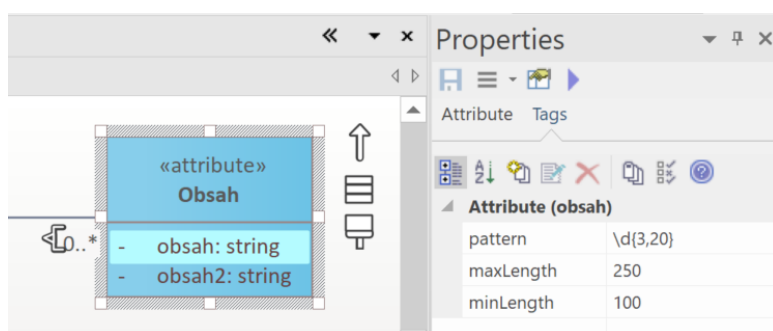 Properties
Attribute Tags
«attribute»
Obsah
0..*
- obsah: string
- obsah2: string
Attribute (obsah)
pattern \d{3,20}
maxLength 250
minLength 100